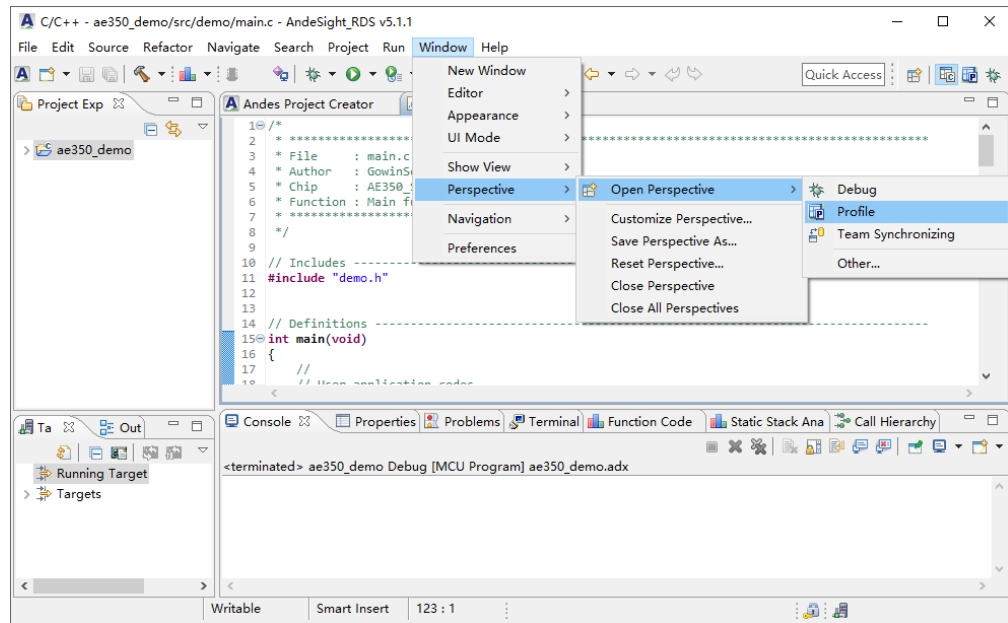 C/C++ - ae350_demo/src/demo/main.c - AndeSight_RDS v5.1.1
File Edit Source Refactor Navigate Search Project Run Window Help
Quick Access
Project Exp
ae350_demo
Andes Project Creator
1 /*
2 * ****************************************************************************
3 * File : main.c
4 * Author :
5 * Chip :
6 * Function : Main
7 * ****************************************************************************
8 */
9
10 // Includes ---------------------------------------------------------------
11 #include "demo.h"
12
13
14 // Definitions ---------------------------------------------------------------
15 int main(void)
16 {
17 //
18 // User application codes
New Window
Editor
Appearance
UI Mode
Show View
Perspective
Navigation
Preferences
Open Perspective
Customize Perspective...
Save Perspective As...
Reset Perspective...
Close Perspective
Close All Perspectives
Debug
Profile
Team Synchronizing
Other...
Ta Out
Running Target
Targets
Console Properties Problems Terminal Function Code Static Stack Ana Call Hierarchy
<terminated> ae350_demo Debug [MCU Program] ae350_demo.adx
Writable Smart Insert 123 : 1